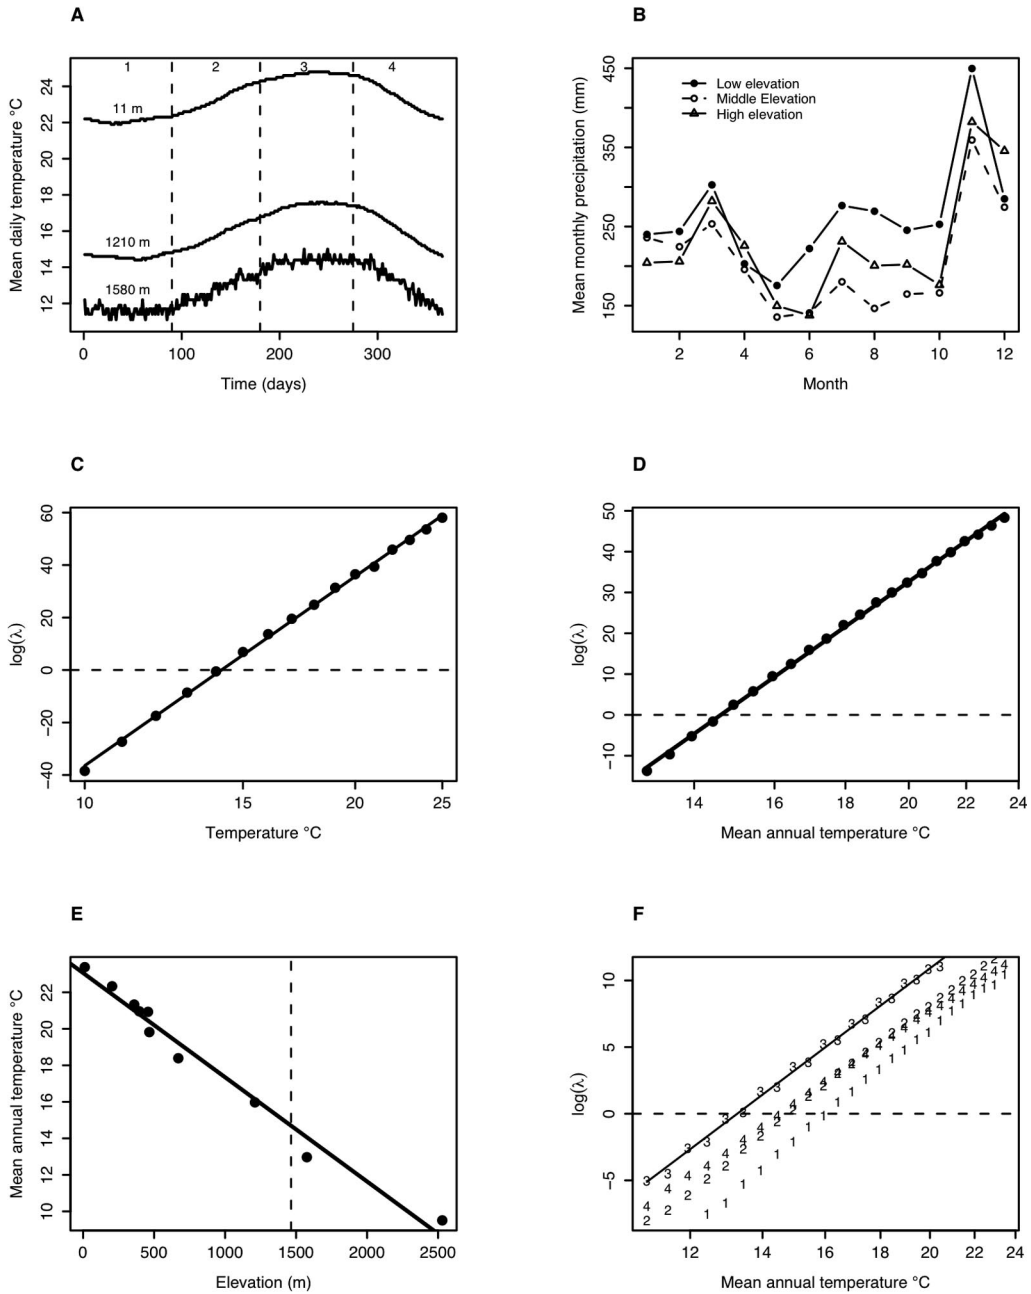 A
Mean daily temperature °C
24
22
20
18
16
14
12
1 2 3 4
11 m
1210 m
1580 m
0 100 200 300
Time (days)
B
Mean monthly precipitation (mm)
450
350
250
150
Low elevation
Middle Elevation
High elevation
2 4 6 8 10 12
Month
C
log(λ)
60
40
20
0
−20
−40
10 15 20 25
Temperature °C
D
log(λ)
50
40
30
20
10
0
−10
14 16 18 20 22 24
Mean annual temperature °C
E
Mean annual temperature °C
22
20
18
16
14
12
10
0 500 1000 1500 2000 2500
Elevation (m)
F
log(λ)
10
5
0
−5
12 14 16 18 20 22 24
Mean annual temperature °C